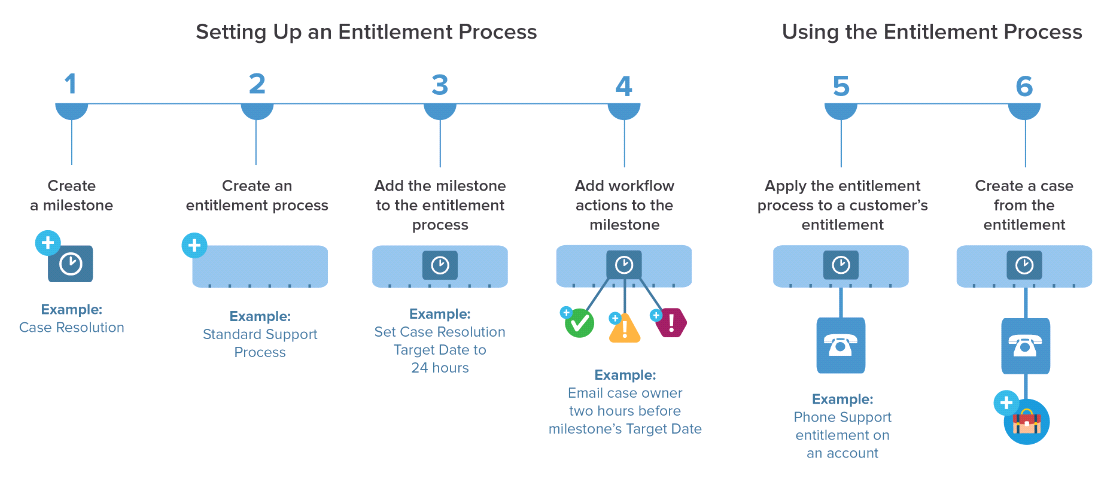 Setting Up an Entitlement Process
Using the Entitlement Process
1
2
3
4
5
6
Create
a milestone
Example:
Case Resolution
Create an
entitlement process
Example:
Standard Support
Process
Add the milestone
to the entitlement
process
Example:
Set Case Resolution
Target Date to
24 hours
Add workflow
actions to the
milestone
Example:
Email case owner
two hours before
milestone's Target Date
Apply the entitlement
process to a customer's
entitlement
Example:
Phone Support
entitlement on
an account
Create a case
from the
entitlement